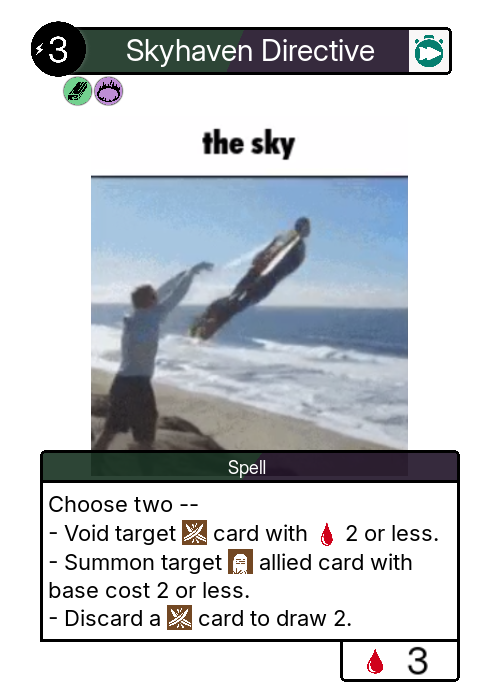 3 Skyhaven Directive
the sky
Spell
Choose two --
- Void target card with 2 or less.
- Summon target allied card with
base cost 2 or less.
- Discard a card to draw 2.
3